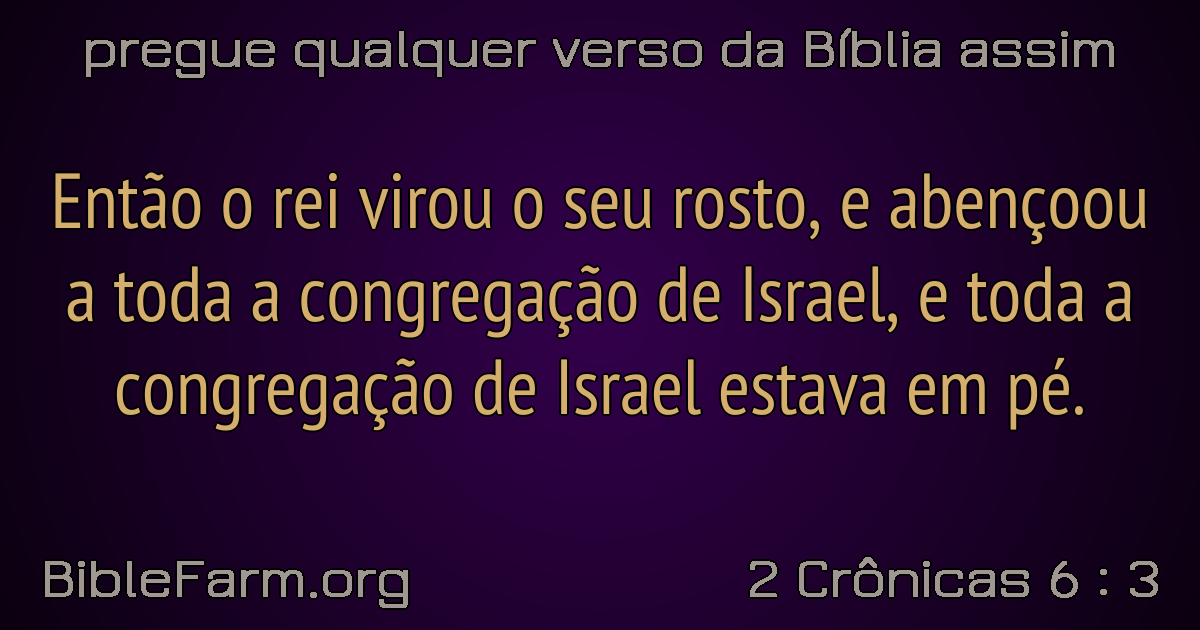 pregue qualquer verso da Bíblia assim
Então o rei virou o seu rosto, e abençoou
a toda a congregação de Israel, e toda a
congregação de Israel estava em pé.
BibleFarm.org
2 Crônicas 6 : 3